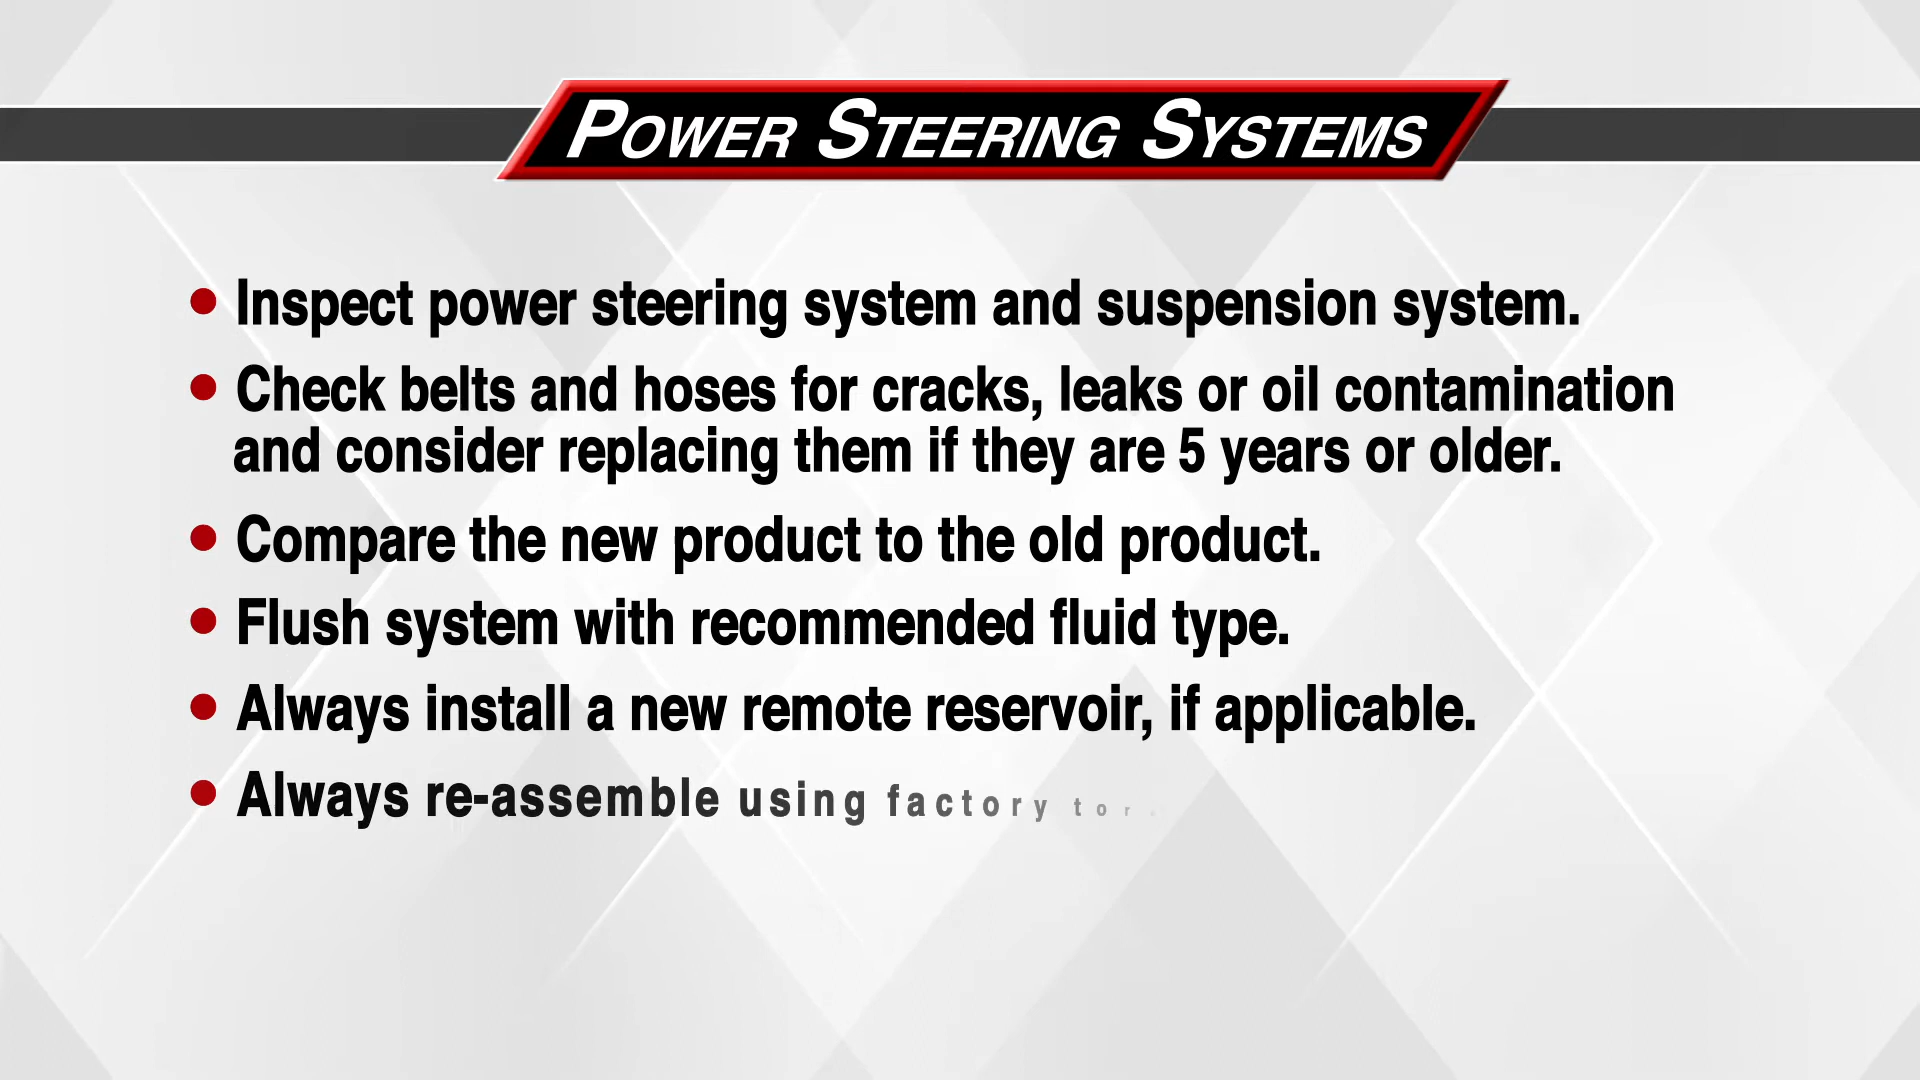 POWER STEERING SYSTEMS
• Inspect power steering system and suspension system.
• Check belts and hoses for cracks, leaks or oil contamination
and consider replacing them if they are 5 years or older.
• Compare the new product to the old product.
• Flush system with recommended fluid type.
• Always install a new remote reservoir, if applicable.
• Always re-assemble using factory tor